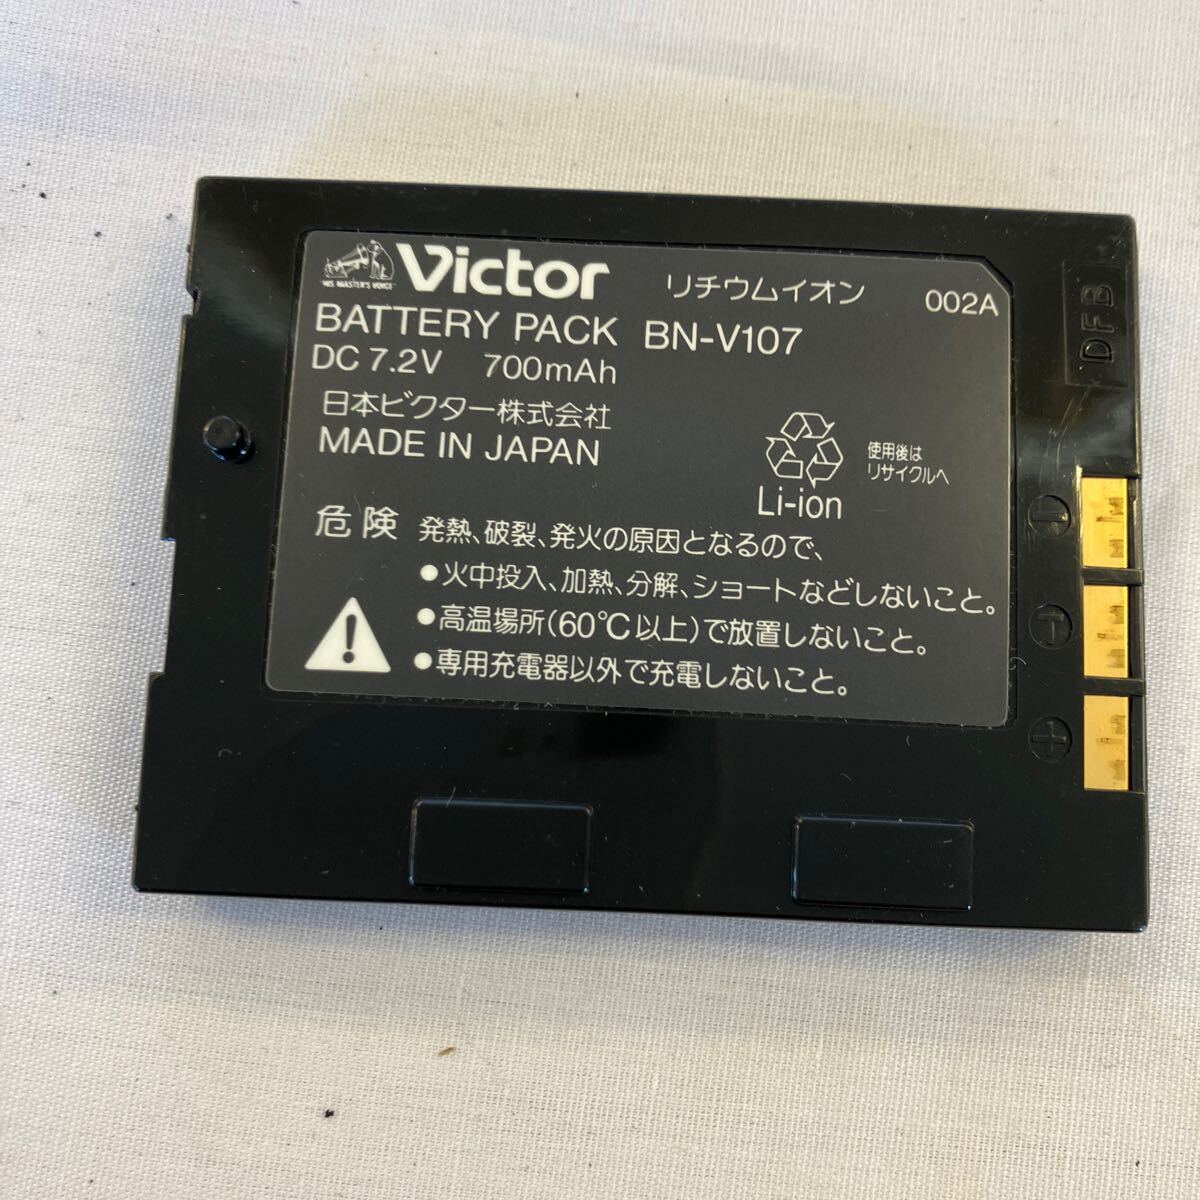 HIS MASTER'S VOICE
Victor リチウムイオン 002A
BATTERY PACK BN-V107
DC 7.2V 700mAh
日本ビクター株式会社
MADE IN JAPAN
Li-ion
使用後は
リサイクルへ
危険 発熱、破裂、発火の原因となるので、
●火中投入、加熱、分解、ショートなどしないこと。
●高温場所(60℃以上)で放置しないこと。
●専用充電器以外で充電しないこと。
DFB
−
T
+